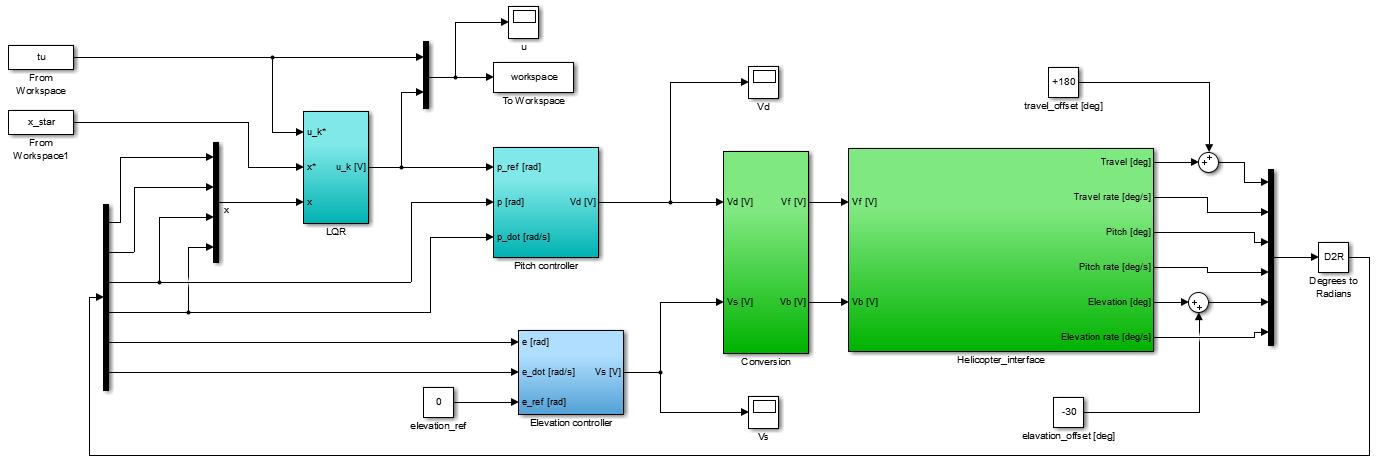 tu
From
Workspace
x_star
From
Workspace1
u
workspace
To Workspace
u_k*
x*
x
u_k [V]
LQR
x
p_ref [rad]
p [rad]
p_dot [rad/s]
Vd [V]
Pitch controller
e [rad]
e_dot [rad/s]
e_ref [rad]
Vs [V]
Elevation controller
0
elevation_ref
Vd
Vs
Vd [V]
Vs [V]
Vf [V]
Vb [V]
Conversion
Vf [V]
Vb [V]
Travel [deg]
Travel rate [deg/s]
Pitch [deg]
Pitch rate [deg/s]
Elevation [deg]
Elevation rate [deg/s]
Helicopter_interface
+180
travel_offset [deg]
++
++
-30
elavation_offset [deg]
D2R
Degrees to
Radians